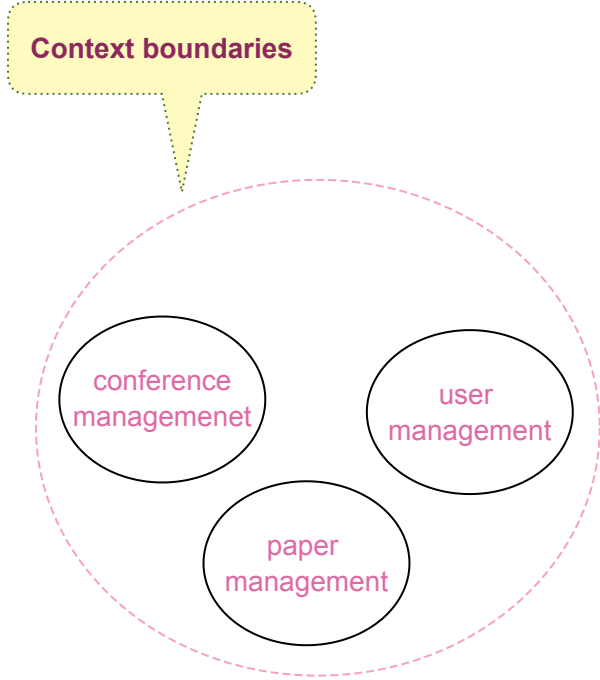 Context boundaries
conference
managemenet
user
management
paper
management